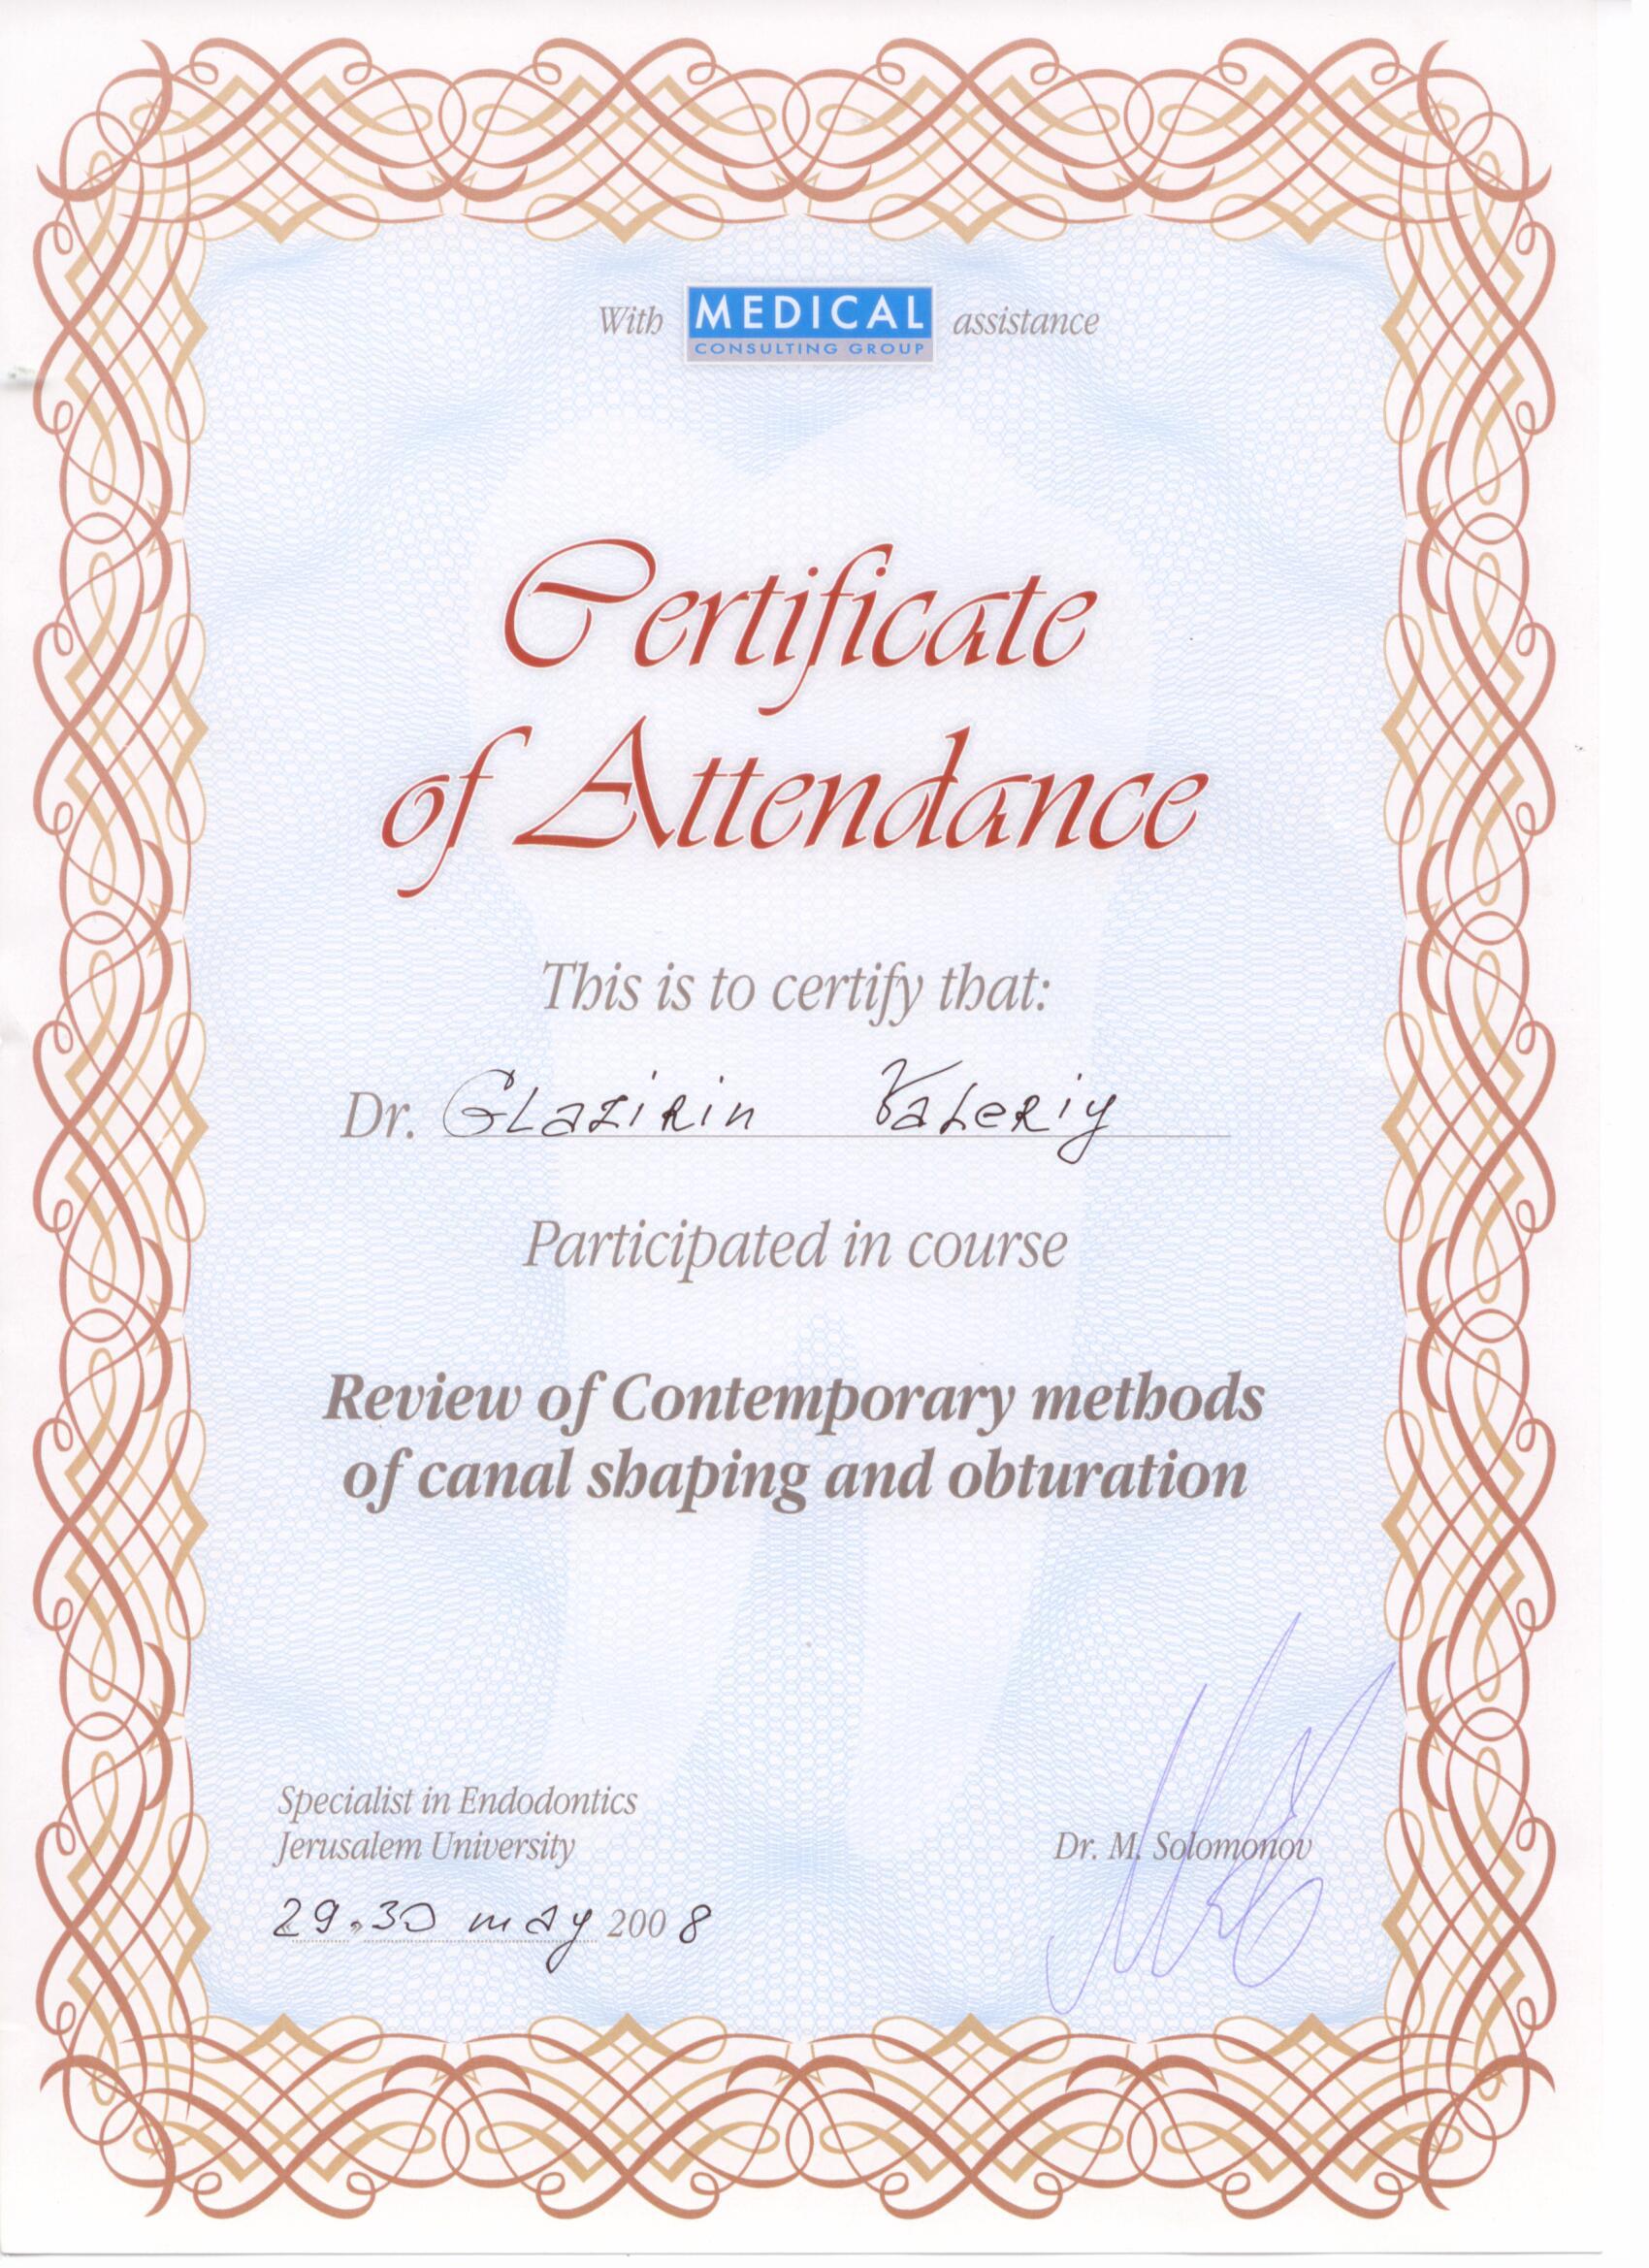 With MEDICAL CONSULTING GROUP assistance
Certificate
of Attendance
This is to certify that:
Dr. Glazirin Valeriy
Participated in course
Review of Contemporary methods
of canal shaping and obturation
Specialist in Endodontics
Jerusalem University
Dr. M. Solomonov
29.30 may 2008